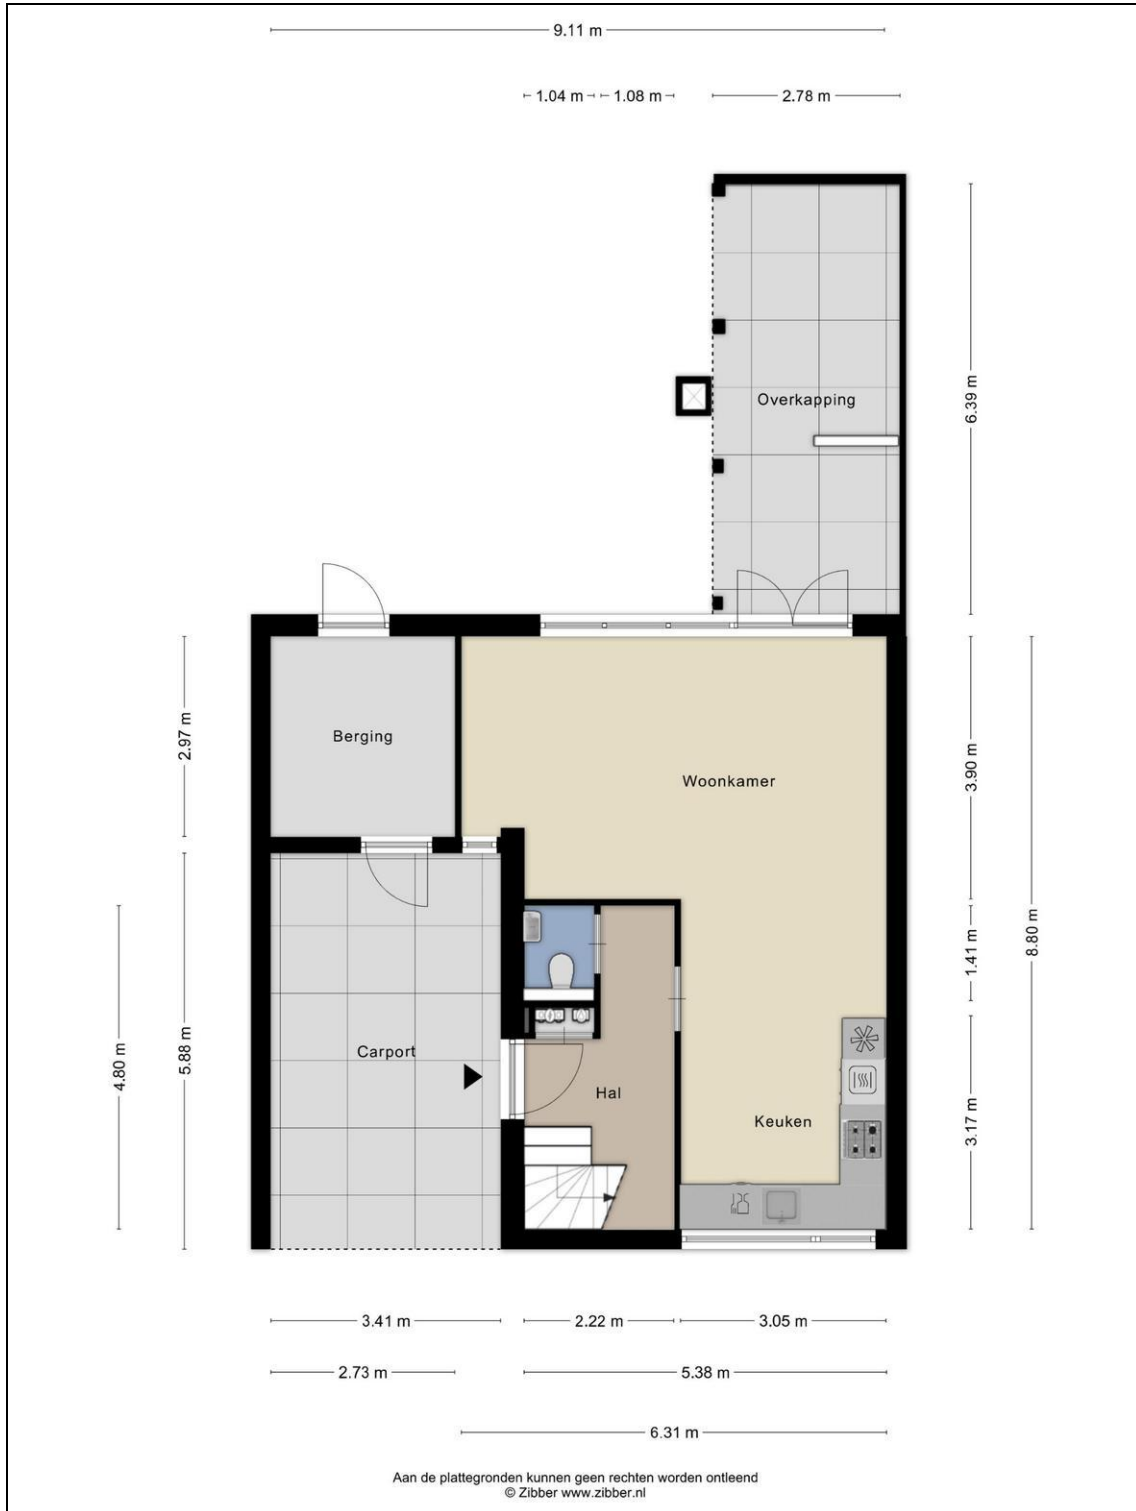 9.11 m
1.04 m
1.08 m
2.78 m
6.39 m
Overkapping
2.97 m
Berging
Woonkamer
3.90 m
8.80 m
1.41 m
4.80 m
5.88 m
Carport
Hal
Keuken
3.17 m
3.41 m
2.22 m
3.05 m
2.73 m
5.38 m
6.31 m
Aan de plattegronden kunnen geen rechten worden ontleend
© Zibber www.zibber.nl